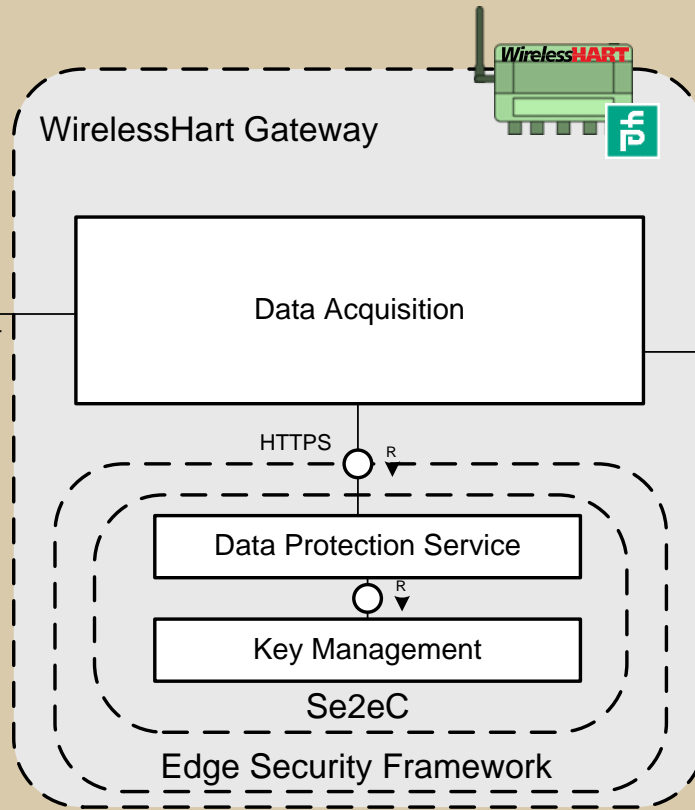 WirelessHART
WirelessHart Gateway
Data Acquisition
HTTPS
R
Data Protection Service
R
Key Management
Se2eC
Edge Security Framework